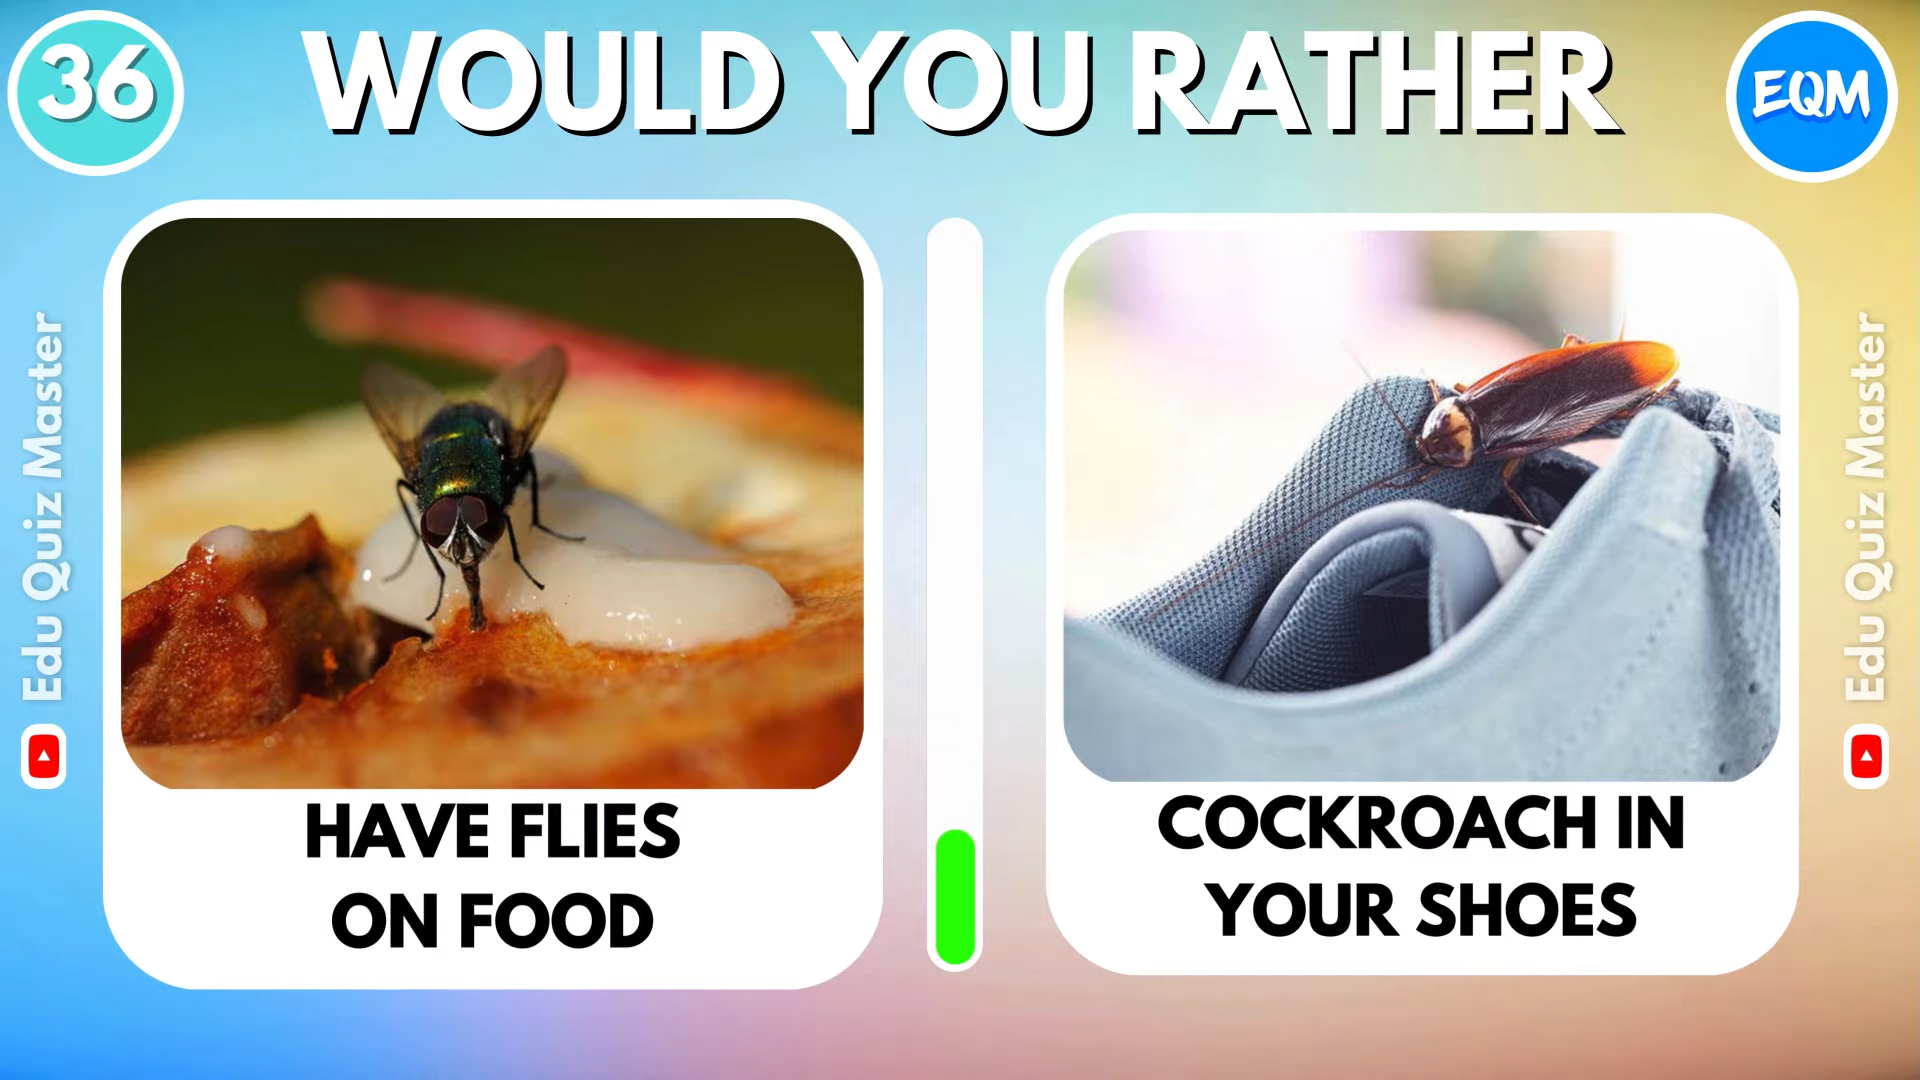 36
WOULD YOU RATHER
EQM
Edu Quiz Master
HAVE FLIES
ON FOOD
COCKROACH IN
YOUR SHOES
Edu Quiz Master